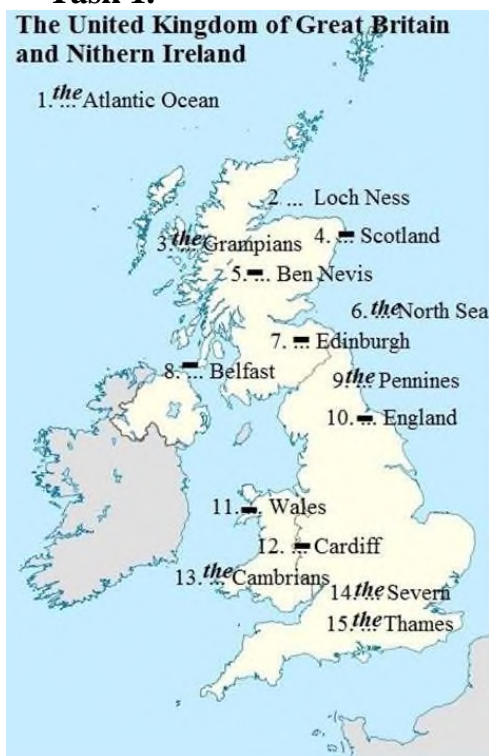 Task 1.
The United Kingdom of Great Britain
and Nithern Ireland
1. the ... Atlantic Ocean
2 ... Loch Ness
3. the ... Grampians
4. – ... Scotland
5. – ... Ben Nevis
6. the ... North Sea
7. – ... Edinburgh
8. – ... Belfast
9 the ... Pennines
10. – ... England
11. – ... Wales
12. – ... Cardiff
13. the ... Cambrians
14 the ... Severn
15 the ... Thames